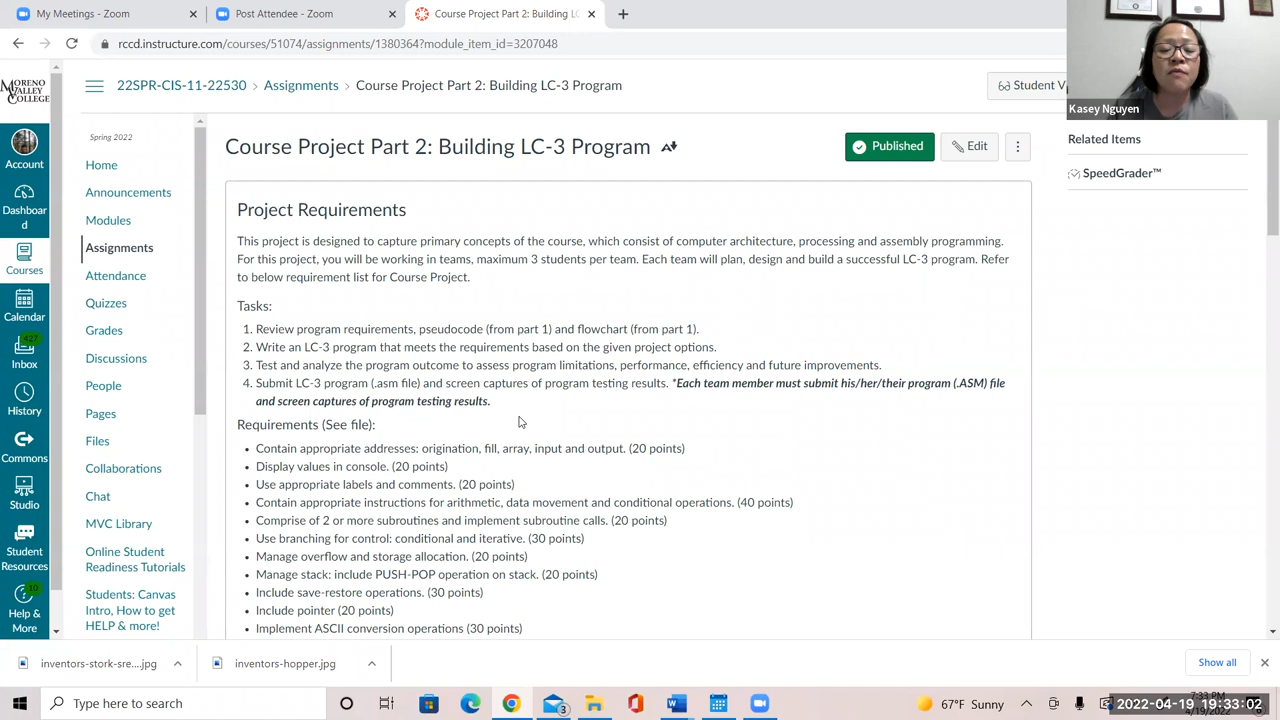 My Meetings - Zoom
Post Attendee - Zoom
Course Project Part 2: Building LC
rccd.instructure.com/courses/51074/assignments/1380364?module_item_id=3207048
MORENO
VALLEY
COLLEGE
22SPR-CIS-11-22530 > Assignments > Course Project Part 2: Building LC-3 Program
Student V
Kasey Nguyen
Account
Dashboar
d
Courses
Calendar
427
Inbox
History
Commons
Studio
Student
Resources
10
Help &
More
Spring 2022
Home
Announcements
Modules
Assignments
Attendance
Quizzes
Grades
Discussions
People
Pages
Files
Collaborations
Chat
MVC Library
Online Student
Readiness Tutorials
Students: Canvas
Intro, How to get
HELP & more!
Course Project Part 2: Building LC-3 Program
Published
Edit
Related Items
SpeedGrader™
Project Requirements
This project is designed to capture primary concepts of the course, which consist of computer architecture, processing and assembly programming.
For this project, you will be working in teams, maximum 3 students per team. Each team will plan, design and build a successful LC-3 program. Refer
to below requirement list for Course Project.
Tasks:
1. Review program requirements, pseudocode (from part 1) and flowchart (from part 1).
2. Write an LC-3 program that meets the requirements based on the given project options.
3. Test and analyze the program outcome to assess program limitations, performance, efficiency and future improvements.
4. Submit LC-3 program (.asm file) and screen captures of program testing results. *Each team member must submit his/her/their program (.ASM) file
and screen captures of program testing results.
Requirements (See file):
• Contain appropriate addresses: origination, fill, array, input and output. (20 points)
• Display values in console. (20 points)
• Use appropriate labels and comments. (20 points)
• Contain appropriate instructions for arithmetic, data movement and conditional operations. (40 points)
• Comprise of 2 or more subroutines and implement subroutine calls. (20 points)
• Use branching for control: conditional and iterative. (30 points)
• Manage overflow and storage allocation. (20 points)
• Manage stack: include PUSH-POP operation on stack. (20 points)
• Include save-restore operations. (30 points)
• Include pointer (20 points)
• Implement ASCII conversion operations (30 points)
inventors-stork-sre....jpg
inventors-hopper.jpg
Show all
Type here to search
3
67°F Sunny
7:33 PM
2022-04-19 19:33:02
4/19/2022